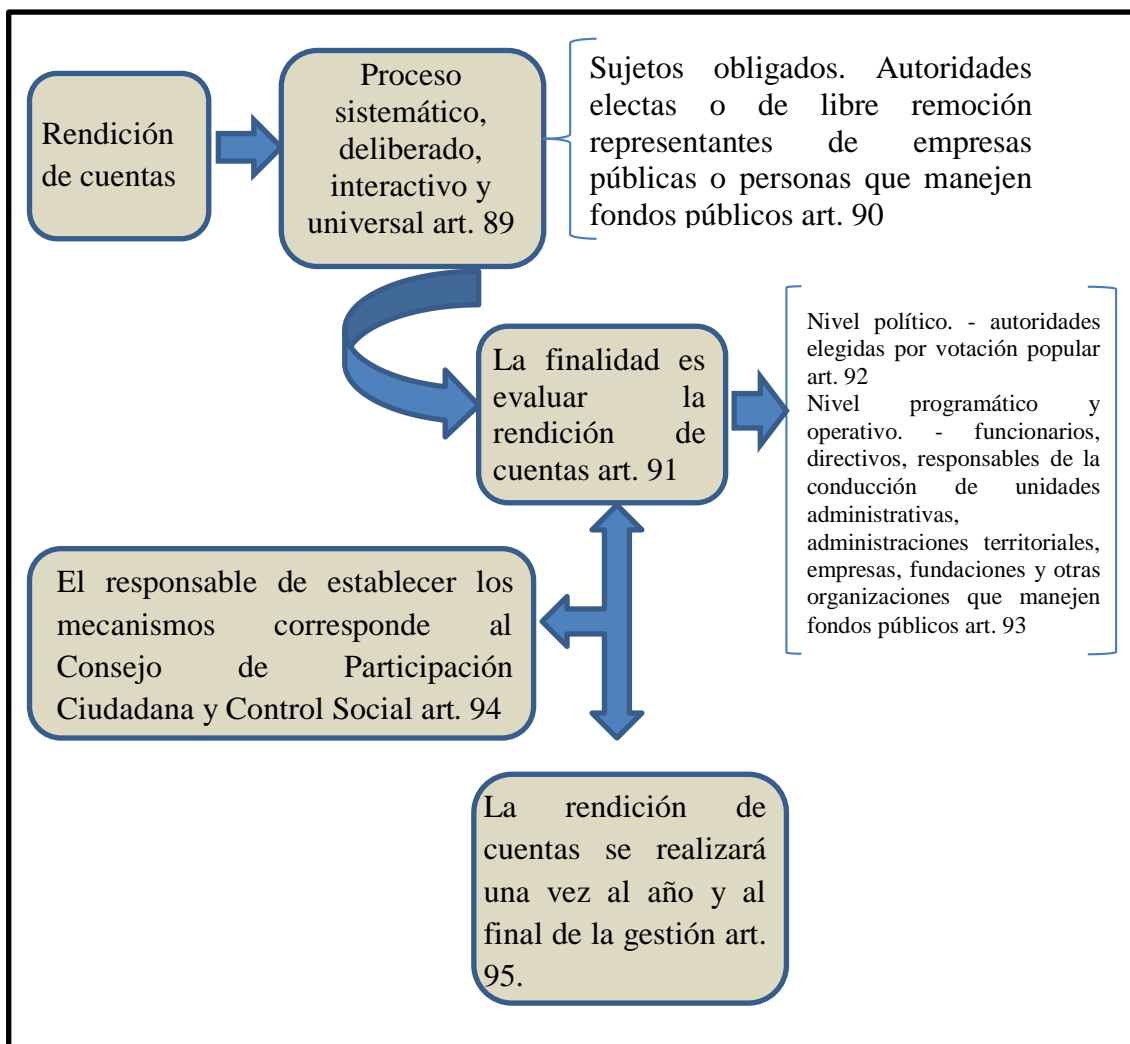 Rendición
de cuentas
Proceso
sistemático,
deliberado,
interactivo y
universal art. 89
Sujetos obligados. Autoridades
electas o de libre remoción
representantes de empresas
públicas o personas que manejen
fondos públicos art. 90
La finalidad es
evaluar la
rendición de
cuentas art. 91
Nivel político. - autoridades
elegidas por votación popular
art. 92
Nivel programático y
operativo. - funcionarios,
directivos, responsables de la
conducción de unidades
administrativas,
administraciones territoriales,
empresas, fundaciones y otras
organizaciones que manejen
fondos públicos art. 93
El responsable de establecer los
mecanismos corresponde al
Consejo de Participación
Ciudadana y Control Social art. 94
La rendición de
cuentas se realizará
una vez al año y al
final de la gestión art.
95.